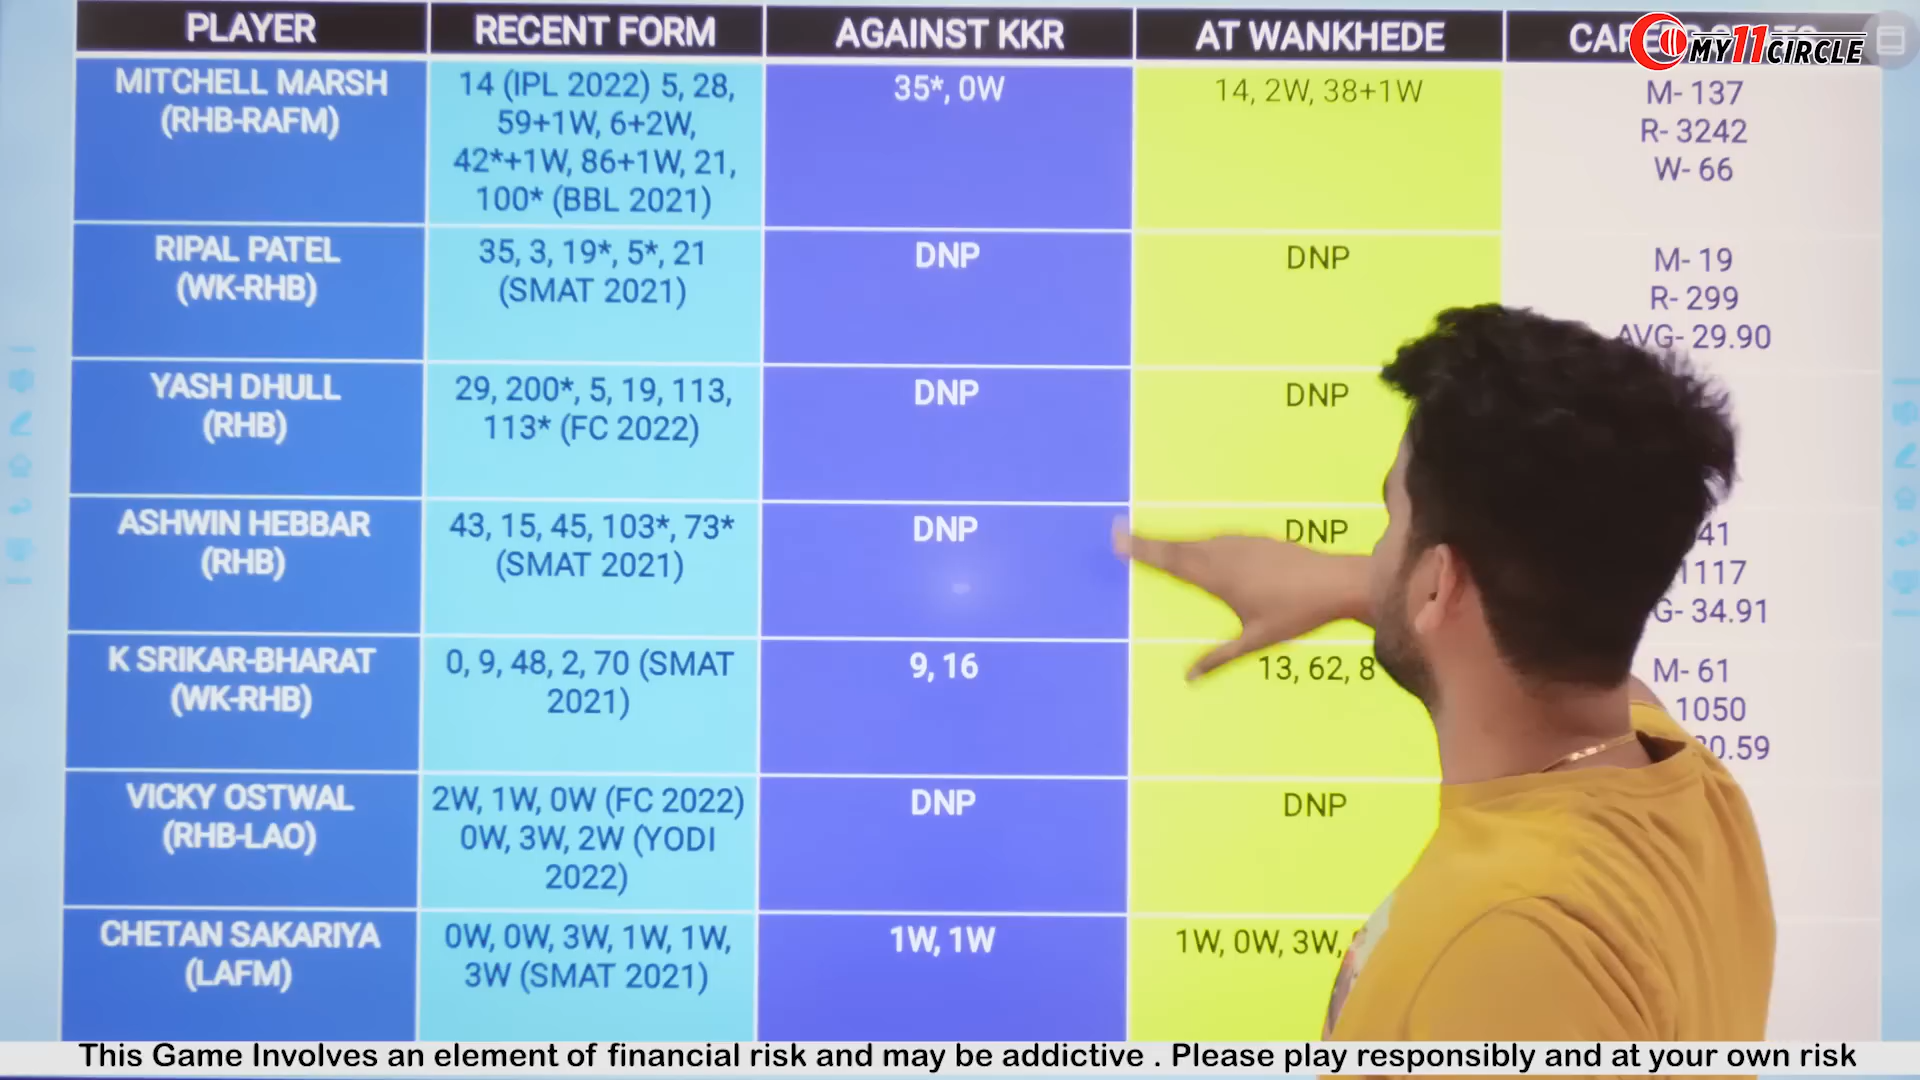 PLAYER
RECENT FORM
AGAINST KKR
AT WANKHEDE
MY11CIRCLE
MITCHELL MARSH
(RHB-RAFM)
14 (IPL 2022) 5, 28,
59+1W, 6+2W,
42*+1W, 86+1W, 21,
100* (BBL 2021)
35*, 0W
14, 2W, 38+1W
M- 137
R- 3242
W- 66
RIPAL PATEL
(WK-RHB)
35, 3, 19*, 5*, 21
(SMAT 2021)
DNP
DNP
M- 19
R- 299
AVG- 29.90
YASH DHULL
(RHB)
29, 200*, 5, 19, 113,
113* (FC 2022)
DNP
DNP
ASHWIN HEBBAR
(RHB)
43, 15, 45, 103*, 73*
(SMAT 2021)
DNP
DNP
41
1117
G- 34.91
K SRIKAR-BHARAT
(WK-RHB)
0, 9, 48, 2, 70 (SMAT
2021)
9, 16
13, 62, 8
M- 61
1050
0.59
VICKY OSTWAL
(RHB-LAO)
2W, 1W, 0W (FC 2022)
0W, 3W, 2W (YODI
2022)
DNP
DNP
CHETAN SAKARIYA
(LAFM)
0W, 0W, 3W, 1W, 1W,
3W (SMAT 2021)
1W, 1W
1W, 0W, 3W,
This Game Involves an element of financial risk and may be addictive . Please play responsibly and at your own risk